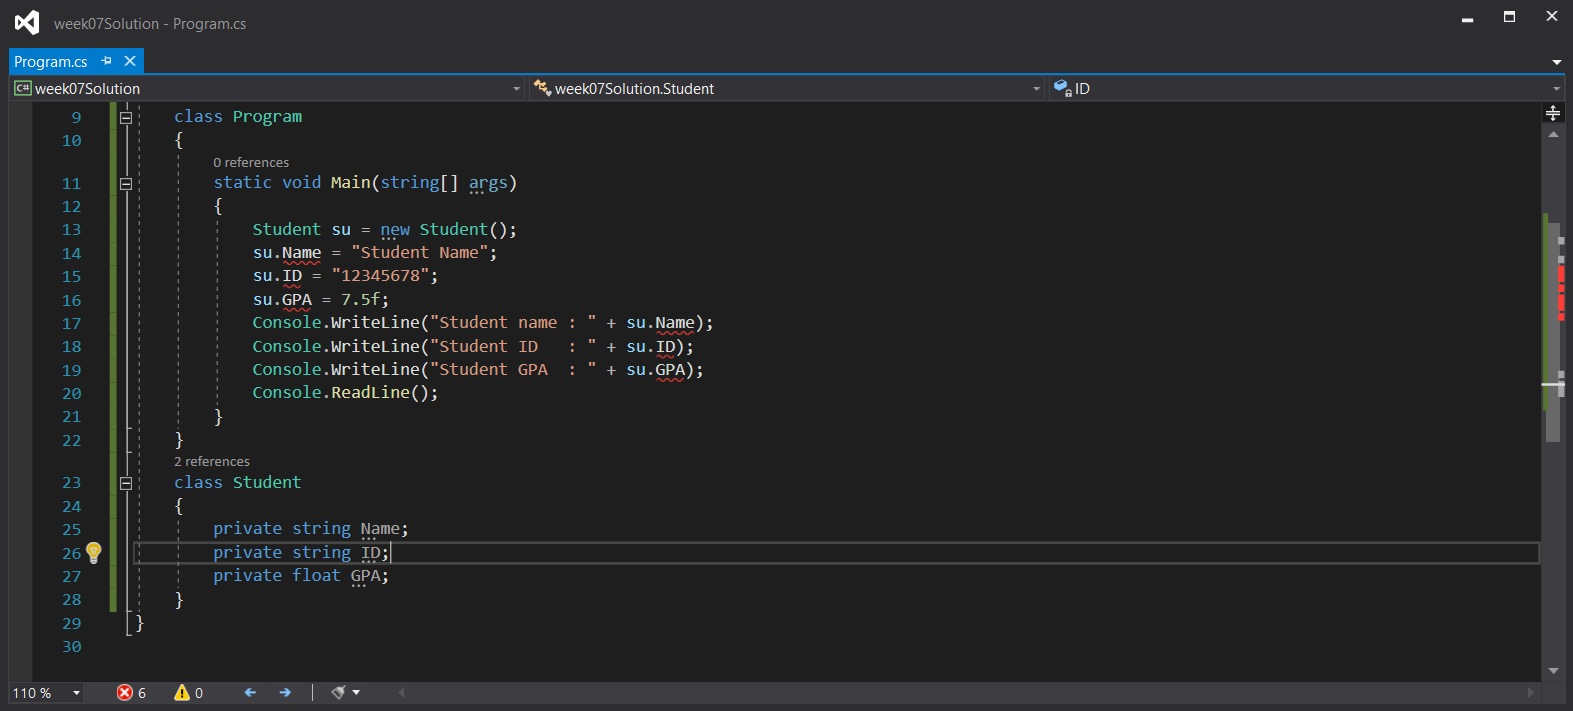 week07Solution - Program.cs
Program.cs
C# week07Solution week07Solution.Student ID
9 class Program
10 {
0 references
11 static void Main(string[] args)
12 {
13 Student su = new Student();
14 su.Name = "Student Name";
15 su.ID = "12345678";
16 su.GPA = 7.5f;
17 Console.WriteLine("Student name : " + su.Name);
18 Console.WriteLine("Student ID   : " + su.ID);
19 Console.WriteLine("Student GPA  : " + su.GPA);
20 Console.ReadLine();
21 }
22 }
2 references
23 class Student
24 {
25 private string Name;
26 private string ID;
27 private float GPA;
28 }
29 }
30
110 % 6 0